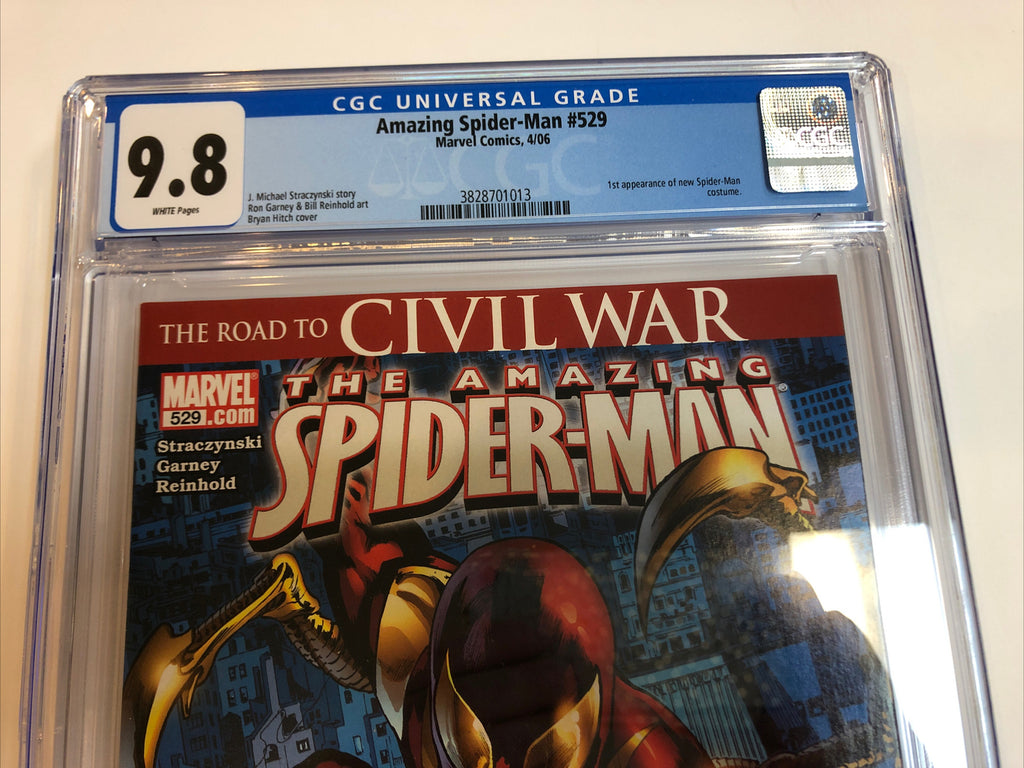 CGC UNIVERSAL GRADE
Amazing Spider-Man #529
Marvel Comics, 4/06
9.8
WHITE Pages
J. Michael Straczynski story
Ron Garney & Bill Reinhold art
Bryan Hitch cover
CGC
3828701013
1st appearance of new Spider-Man
costume.
CGC
THE ROAD TO CIVIL WAR
MARVEL®
529 .com
THE AMAZING
SPIDER-MAN®
Straczynski
Garney
Reinhold